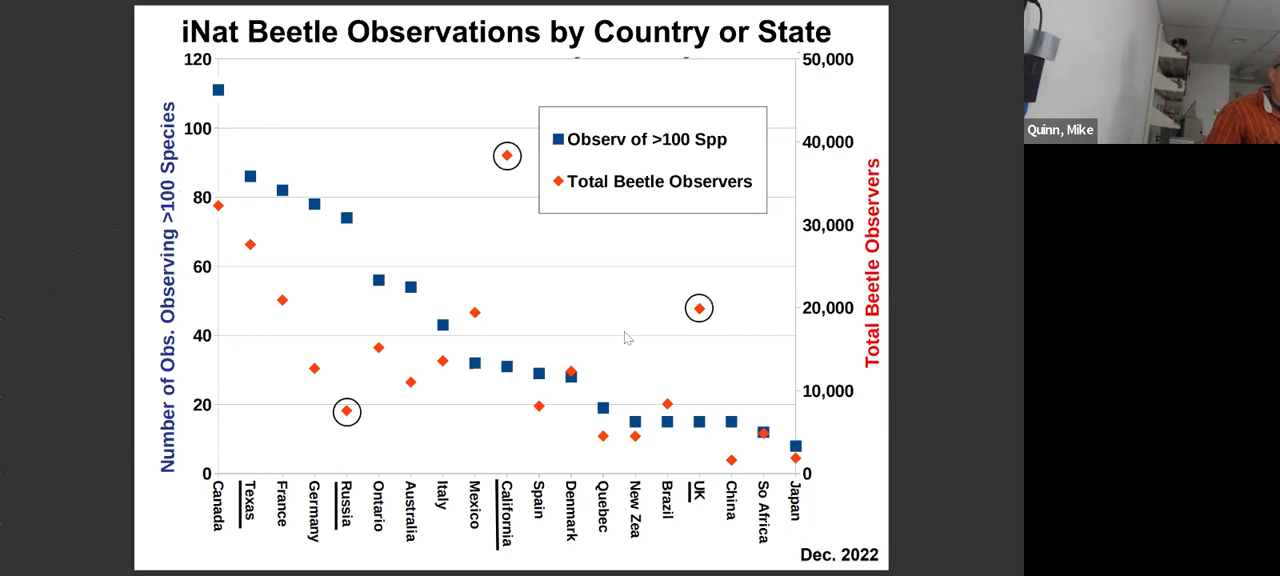 iNat Beetle Observations by Country or State
120
100
80
60
40
20
0
Number of Obs. Observing >100 Species
50,000
40,000
30,000
20,000
10,000
0
Total Beetle Observers
Observ of >100 Spp
Total Beetle Observers
Canada
Texas
France
Germany
Russia
Ontario
Australia
Italy
Mexico
California
Spain
Denmark
Quebec
New Zea
Brazil
UK
China
So Africa
Japan
Dec. 2022
Quinn, Mike